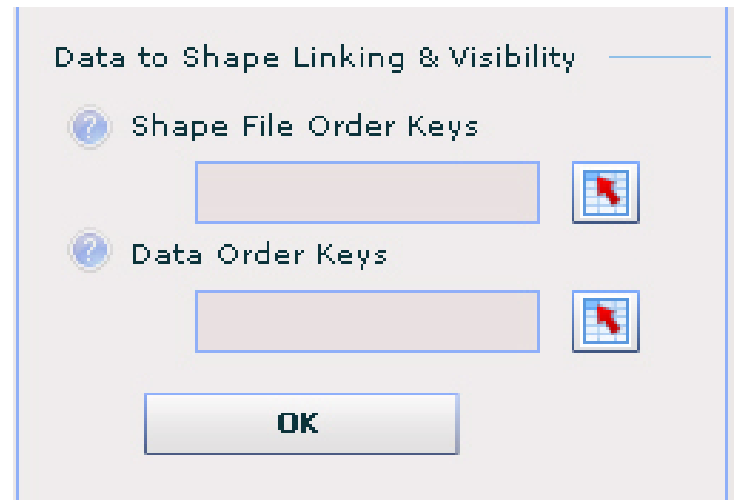 Data to Shape Linking & Visibility
? Shape File Order Keys
? Data Order Keys
OK